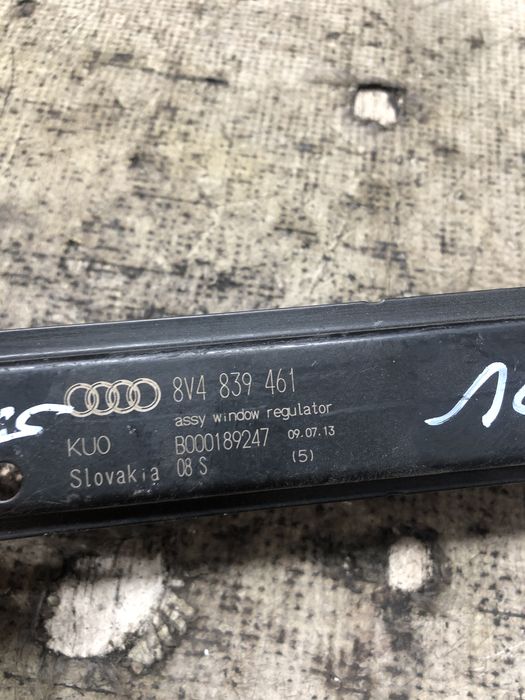 8V4 839 461
assy window regulator
KUO B000189247 09.07.13
Slovakia 08 S (5)